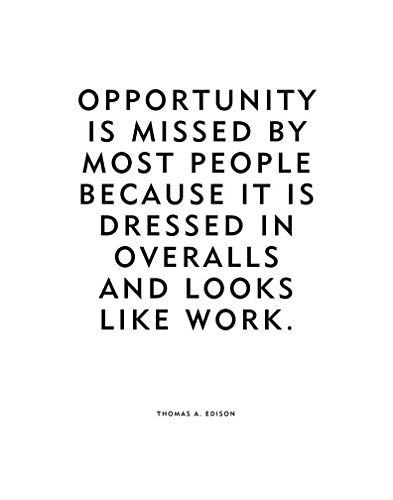 OPPORTUNITY
IS MISSED BY
MOST PEOPLE
BECAUSE IT IS
DRESSED IN
OVERALLS
AND LOOKS
LIKE WORK.
THOMAS A. EDISON